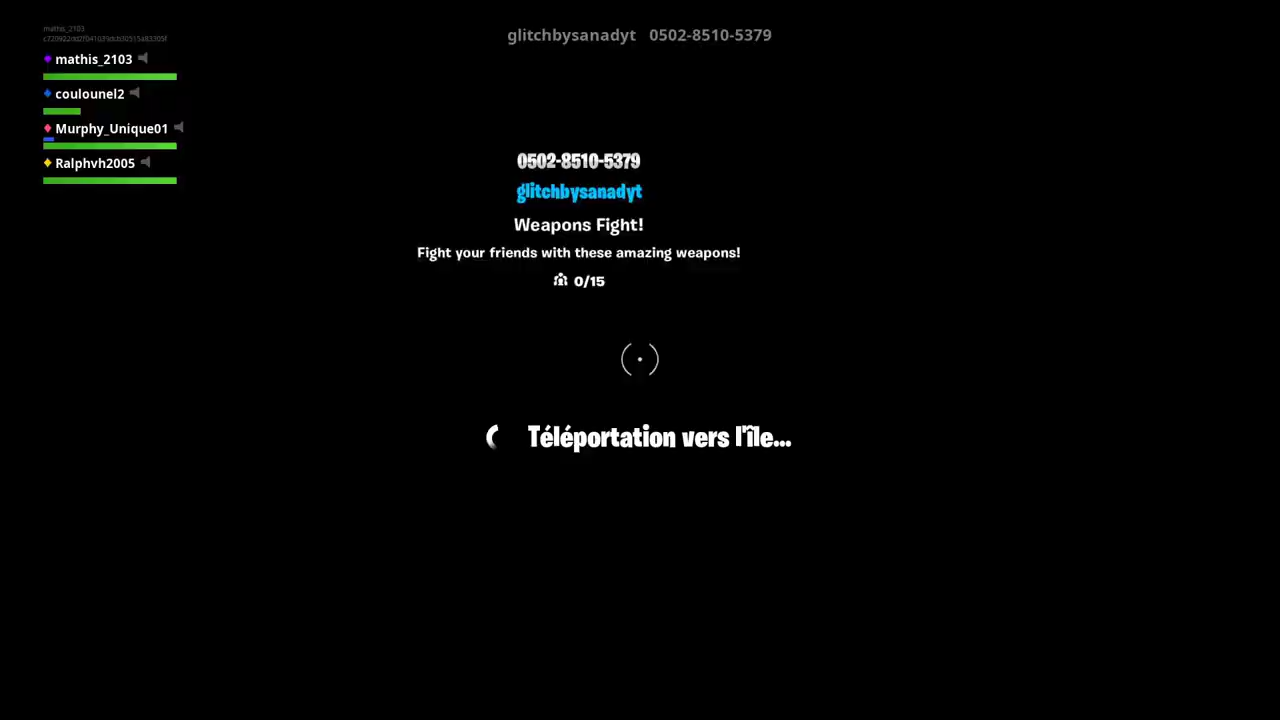 mathis_2103
glitchbysanadyt 0502-8510-5379
mathis_2103
coulounel2
Murphy_Unique01
Ralphvh2005
0502-8510-5379
glitchbysanadyt
Weapons Fight!
Fight your friends with these amazing weapons!
0/15
Téléportation vers l'île...